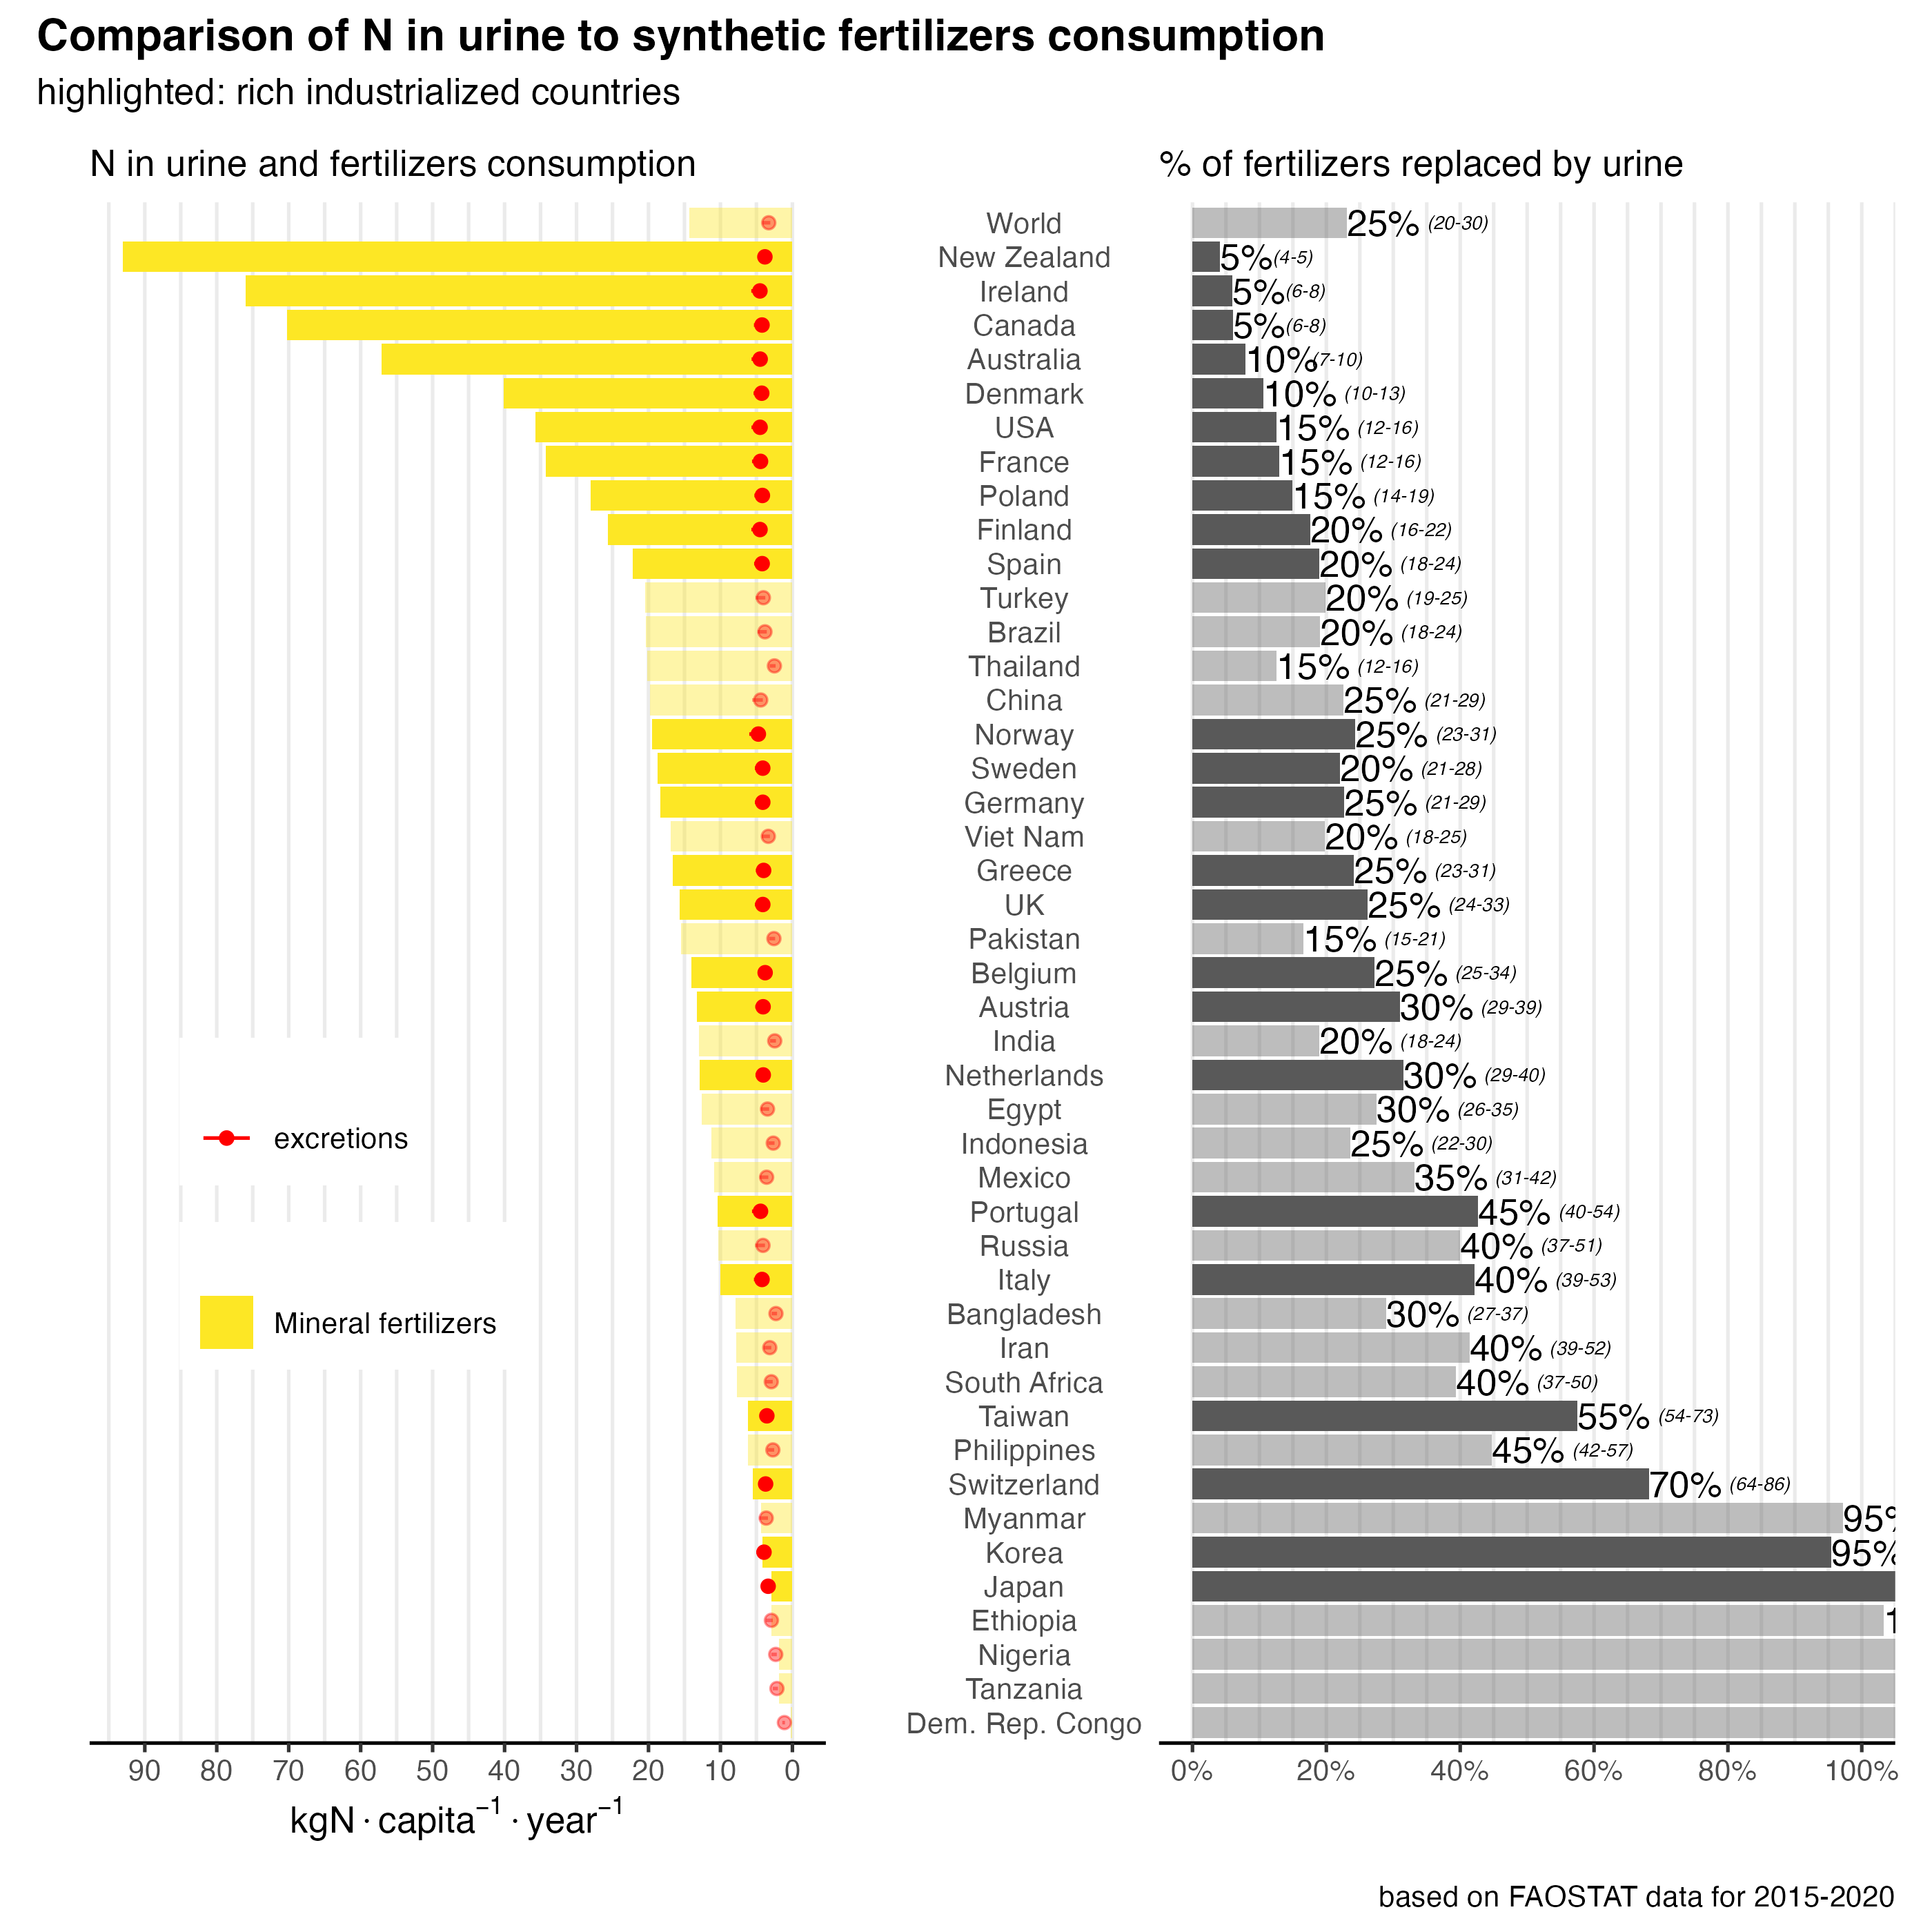 Comparison of N in urine to synthetic fertilizers consumption
highlighted: rich industrialized countries
N in urine and fertilizers consumption
% of fertilizers replaced by urine
World 25% (20-30)
New Zealand 5% (4-5)
Ireland 5% (6-8)
Canada 5% (6-8)
Australia 10% (7-10)
Denmark 10% (10-13)
USA 15% (12-16)
France 15% (12-16)
Poland 15% (14-19)
Finland 20% (16-22)
Spain 20% (18-24)
Turkey 20% (19-25)
Brazil 20% (18-24)
Thailand 15% (12-16)
China 25% (21-29)
Norway 25% (23-31)
Sweden 20% (21-28)
Germany 25% (21-29)
Viet Nam 20% (18-25)
Greece 25% (23-31)
UK 25% (24-33)
Pakistan 15% (15-21)
Belgium 25% (25-34)
Austria 30% (29-39)
India 20% (18-24)
Netherlands 30% (29-40)
Egypt 30% (26-35)
excretions
Indonesia 25% (22-30)
Mexico 35% (31-42)
Portugal 45% (40-54)
Russia 40% (37-51)
Italy 40% (39-53)
Mineral fertilizers
Bangladesh 30% (27-37)
Iran 40% (39-52)
South Africa 40% (37-50)
Taiwan 55% (54-73)
Philippines 45% (42-57)
Switzerland 70% (64-86)
Myanmar 95%
Korea 95%
Japan
Ethiopia 1
Nigeria
Tanzania
Dem. Rep. Congo
90 80 70 60 50 40 30 20 10 0
0% 20% 40% 60% 80% 100%
kgN · capita⁻¹ · year⁻¹
based on FAOSTAT data for 2015-2020